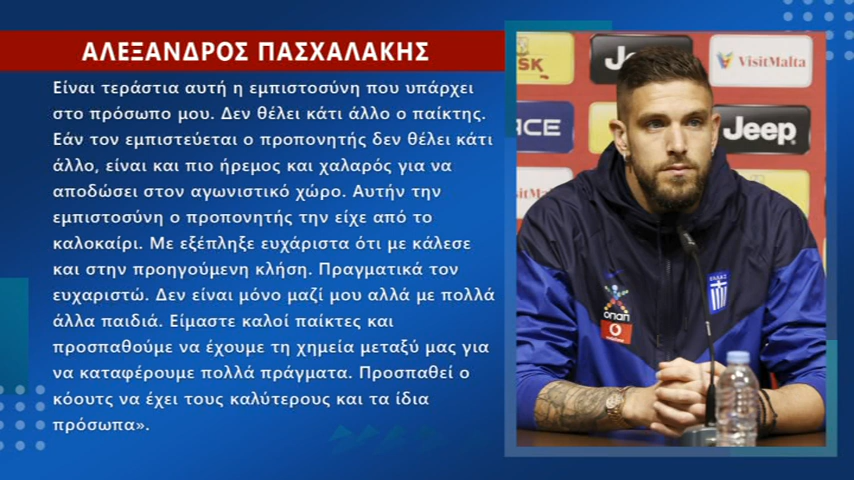 ΑΛΕΞΑΝΔΡΟΣ ΠΑΣΧΑΛΑΚΗΣ
Είναι τεράστια αυτή η εμπιστοσύνη που υπάρχει
στο πρόσωπο μου. Δεν θέλει κάτι άλλο ο παίκτης.
Εάν τον εμπιστεύεται ο προπονητής δεν θέλει κάτι
άλλο, είναι και πιο ήρεμος και χαλαρός για να
αποδώσει στον αγωνιστικό χώρο. Αυτήν την
εμπιστοσύνη ο προπονητής την είχε από το
καλοκαίρι. Με εξέπληξε ευχάριστα ότι με κάλεσε
και στην προηγούμενη κλήση. Πραγματικά τον
ευχαριστώ. Δεν είναι μόνο μαζί μου αλλά με πολλά
άλλα παιδιά. Είμαστε καλοί παίκτες και
προσπαθούμε να έχουμε τη χημεία μεταξύ μας για
να καταφέρουμε πολλά πράγματα. Προσπαθεί ο
κόουτς να έχει τους καλύτερους και τα ίδια
πρόσωπα».
SK
Jeep
VisitMalta
ACE
Jeep
sitMalta
ΕΛΛΑΣ
οπαπ
vodafone